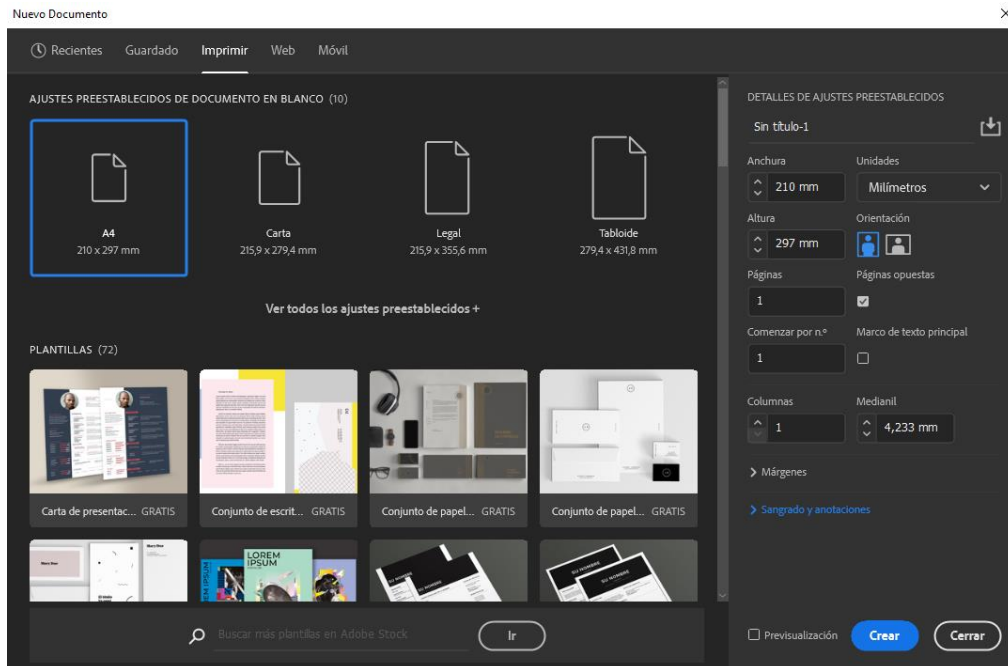 Nuevo Documento
Recientes Guardado Imprimir Web Móvil
AJUSTES PREESTABLECIDOS DE DOCUMENTO EN BLANCO (10)
A4
210 x 297 mm
Carta
215,9 x 279,4 mm
Legal
215,9 x 355,6 mm
Tabloide
279,4 x 431,8 mm
Ver todos los ajustes preestablecidos +
PLANTILLAS (72)
Carta de presentac... GRATIS
Conjunto de escrit... GRATIS
Conjunto de papel... GRATIS
Conjunto de papel... GRATIS
LOREM
IPSUM
SU NOMBRE
SU NOMBRE
Buscar más plantillas en Adobe Stock
Ir
DETALLES DE AJUSTES PREESTABLECIDOS
Sin título-1
Anchura Unidades
210 mm Milímetros
Altura Orientación
297 mm
Páginas Páginas opuestas
1
Comenzar por n.º Marco de texto principal
1
Columnas Medianil
1 4,233 mm
Márgenes
Sangrado y anotaciones
Previsualización Crear Cerrar